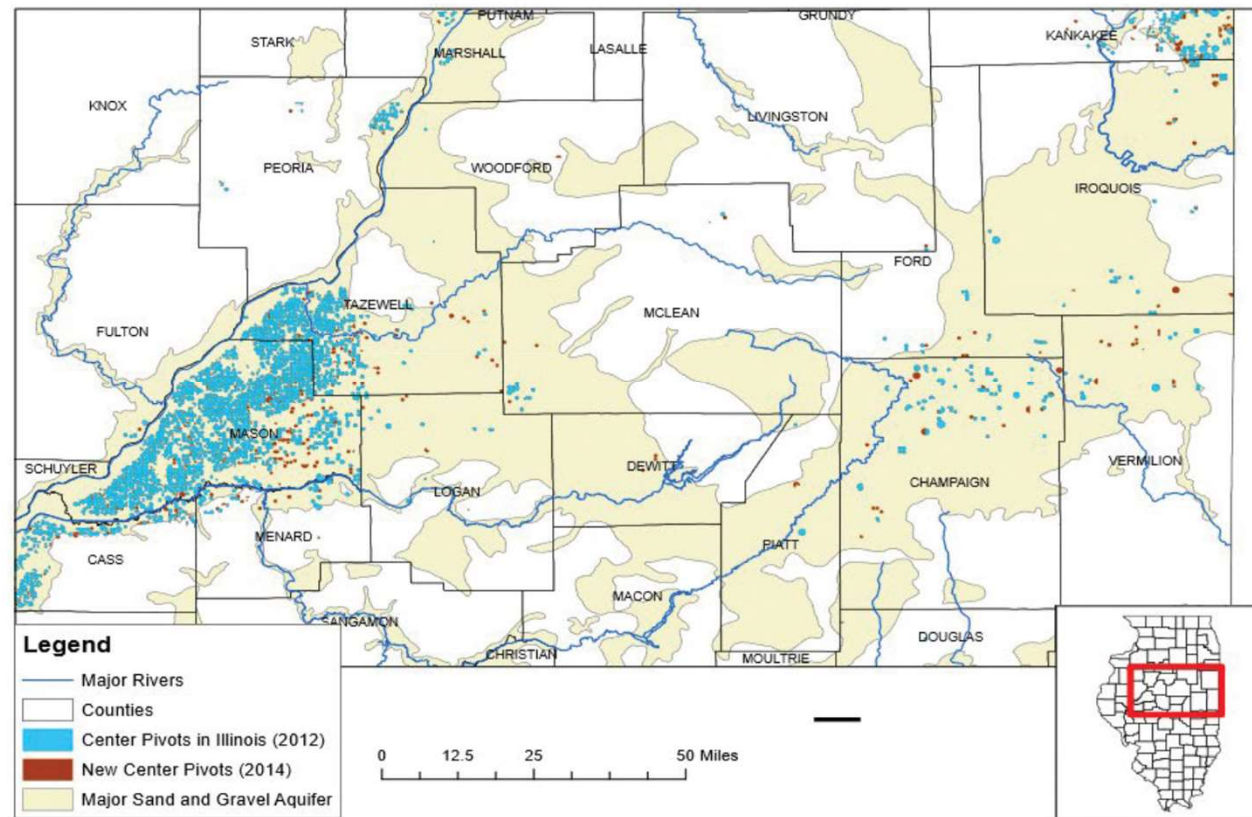 PUTNAM
GRUNDY
STARK
KANKAKEE
MARSHALL
LASALLE
KNOX
LIVINGSTON
PEORIA
WOODFORD
IROQUOIS
FORD
TAZEWELL
MCLEAN
FULTON
MASON
SCHUYLER
DEWITT
VERMILION
LOGAN
CHAMPAIGN
MENARD
PIATT
CASS
MACON
SANGAMON
DOUGLAS
CHRISTIAN
MOULTRIE
Legend
Major Rivers
Counties
Center Pivots in Illinois (2012)
New Center Pivots (2014)
Major Sand and Gravel Aquifer
0 12.5 25 50 Miles